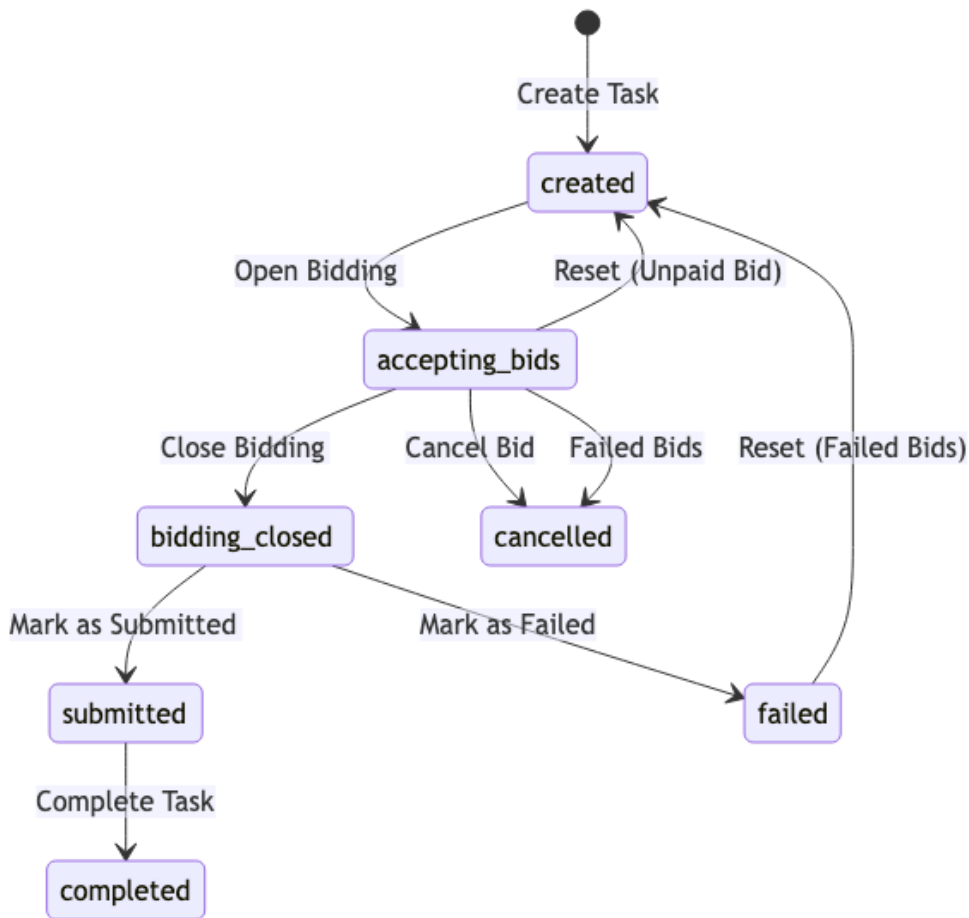 Create Task
created
Open Bidding
Reset (Unpaid Bid)
accepting_bids
Close Bidding
Cancel Bid
Failed Bids
Reset (Failed Bids)
bidding_closed
cancelled
Mark as Submitted
Mark as Failed
submitted
failed
Complete Task
completed